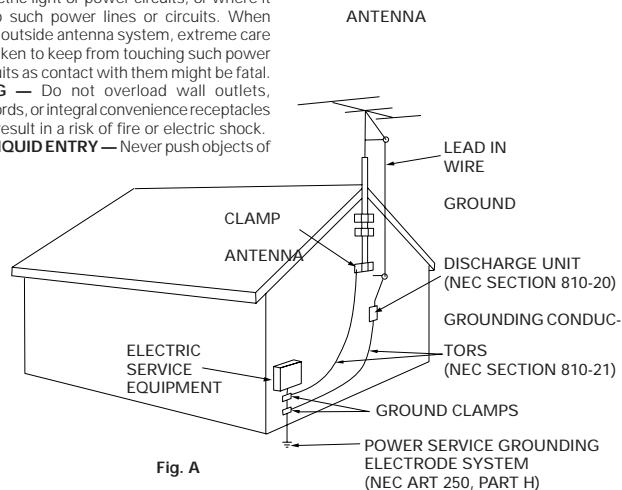 tric light or power circuits, or where it
such power lines or circuits. When
outside antenna system, extreme care
aken to keep from touching such power
uits as contact with them might be fatal.
G — Do not overload wall outlets,
ords, or integral convenience receptacles
result in a risk of fire or electric shock.
IQUID ENTRY — Never push objects of
ANTENNA
LEAD IN
WIRE
GROUND
CLAMP
ANTENNA
DISCHARGE UNIT
(NEC SECTION 810-20)
GROUNDING CONDUC-
TORS
(NEC SECTION 810-21)
ELECTRIC
SERVICE
EQUIPMENT
GROUND CLAMPS
POWER SERVICE GROUNDING
ELECTRODE SYSTEM
(NEC ART 250, PART H)
Fig. A